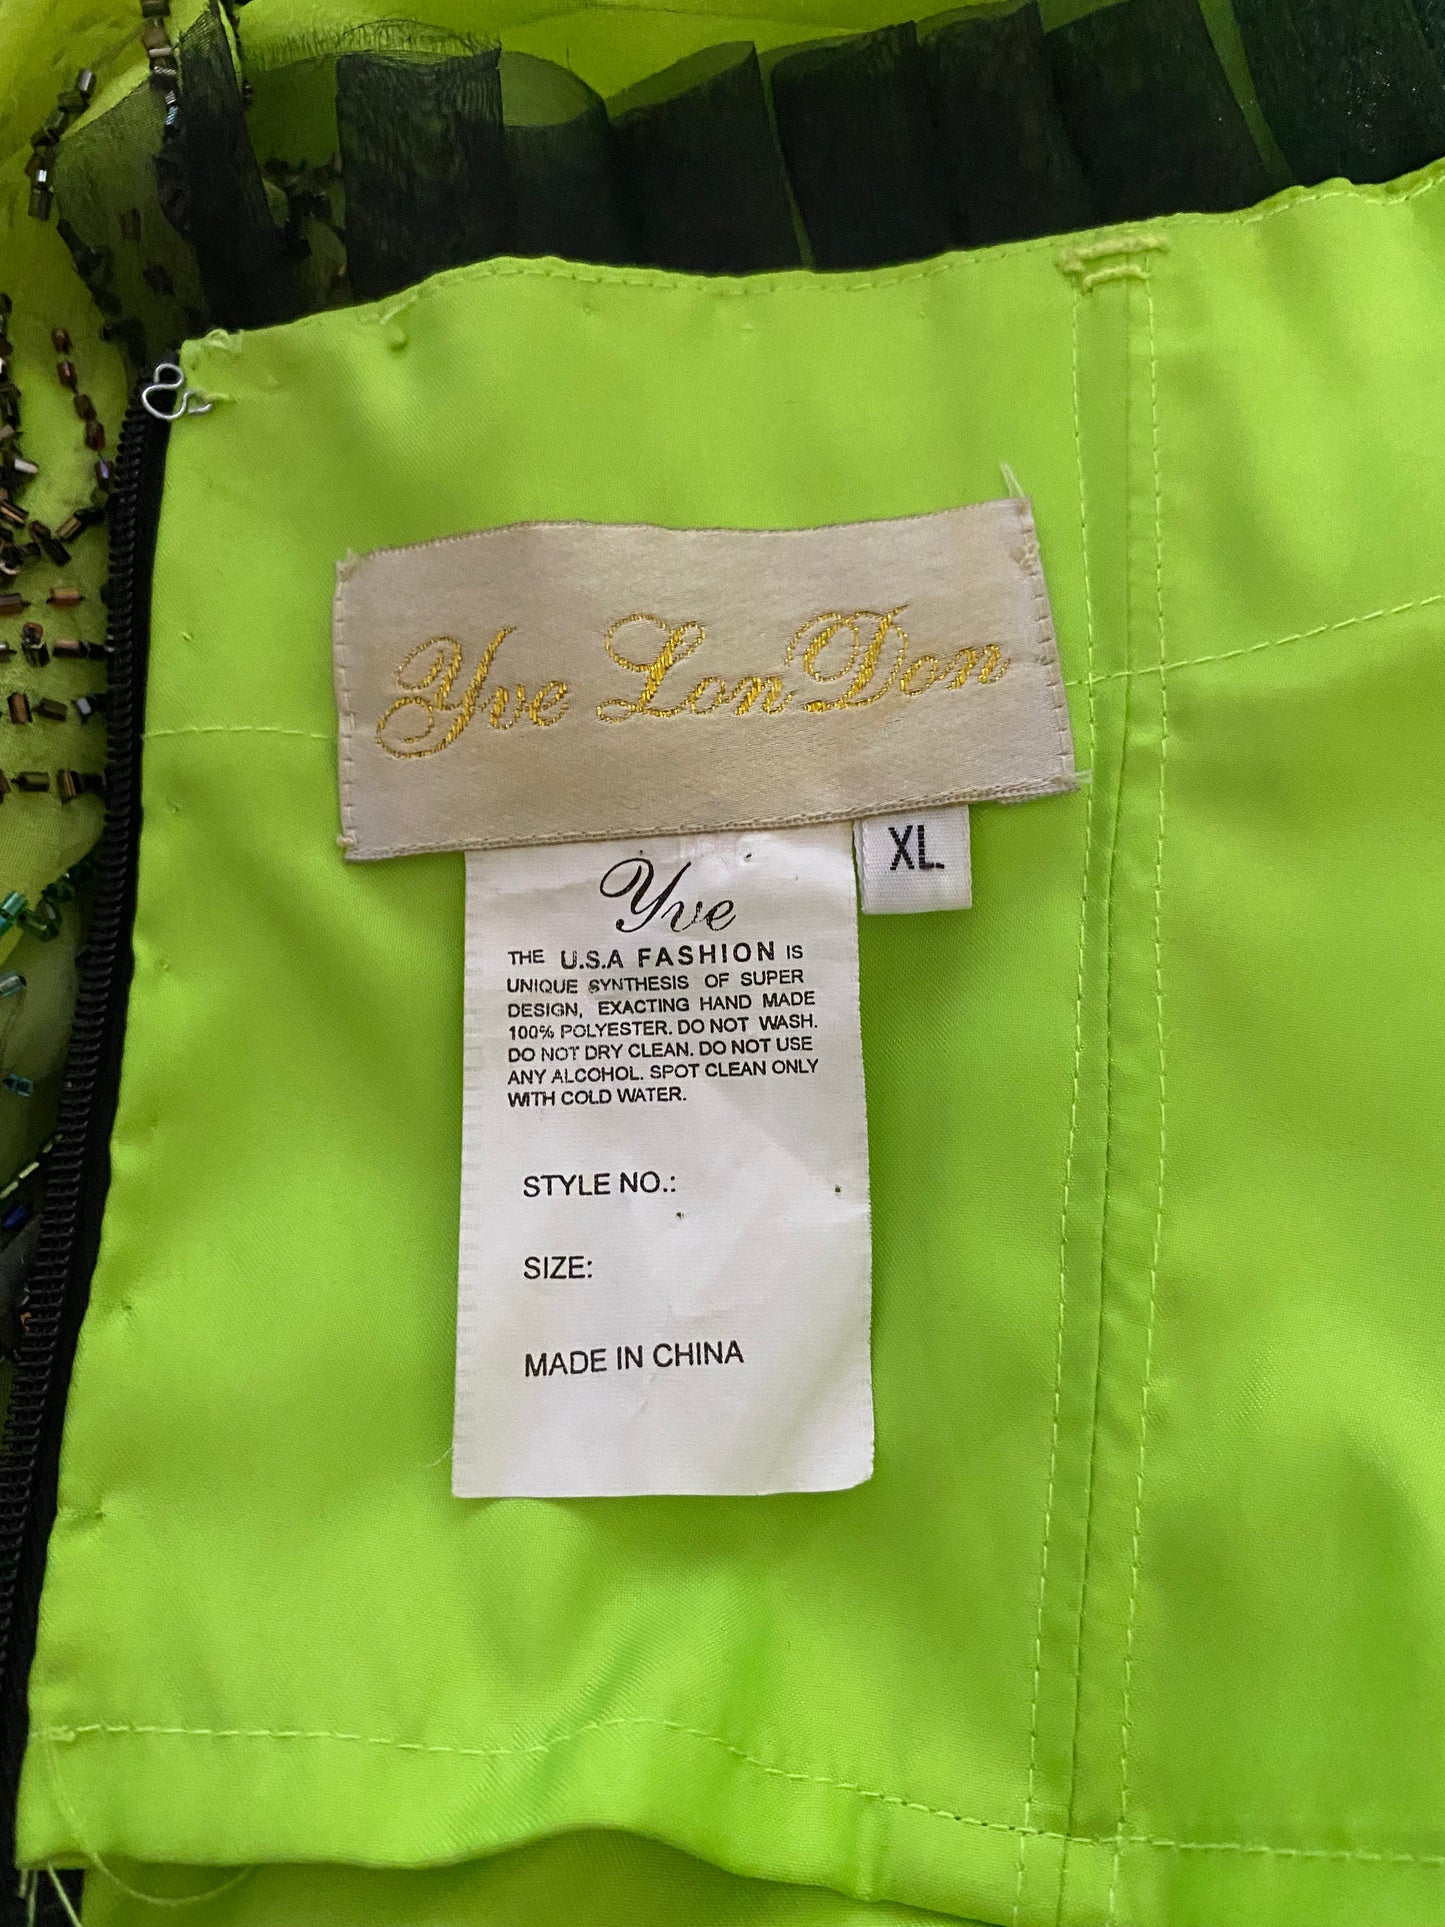 Yve LonDon
XL
Yve
THE U.S.A FASHION IS
UNIQUE SYNTHESIS OF SUPER
DESIGN, EXACTING HAND MADE
100% POLYESTER. DO NOT WASH.
DO NOT DRY CLEAN. DO NOT USE
ANY ALCOHOL. SPOT CLEAN ONLY
WITH COLD WATER.
STYLE NO.:
SIZE:
MADE IN CHINA